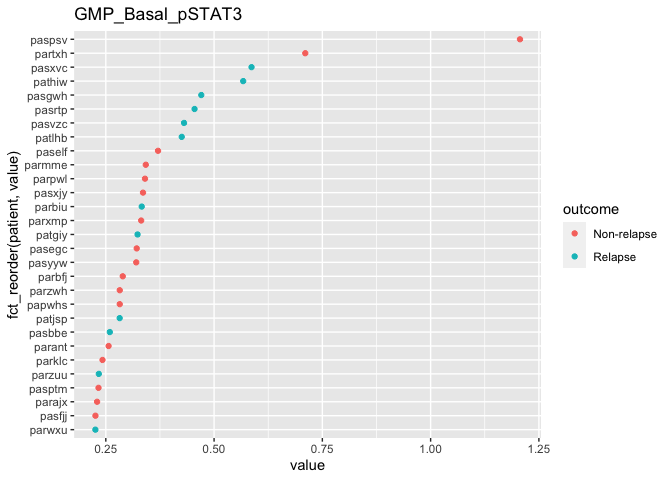 GMP_Basal_pSTAT3
fct_reorder(patient, value)
paspsv
partxh
pasxvc
pathiw
pasgwh
pasrtp
pasvzc
patlhb
paself
parmme
parpwl
pasxjy
parbiu
parxmp
patgiy
pasegc
pasyyw
parbfj
parzwh
papwhs
patjsp
pasbbe
parant
parklc
parzuu
pasptm
parajx
pasfjj
parwxu
0.25 0.50 0.75 1.00 1.25
value
outcome
Non-relapse
Relapse